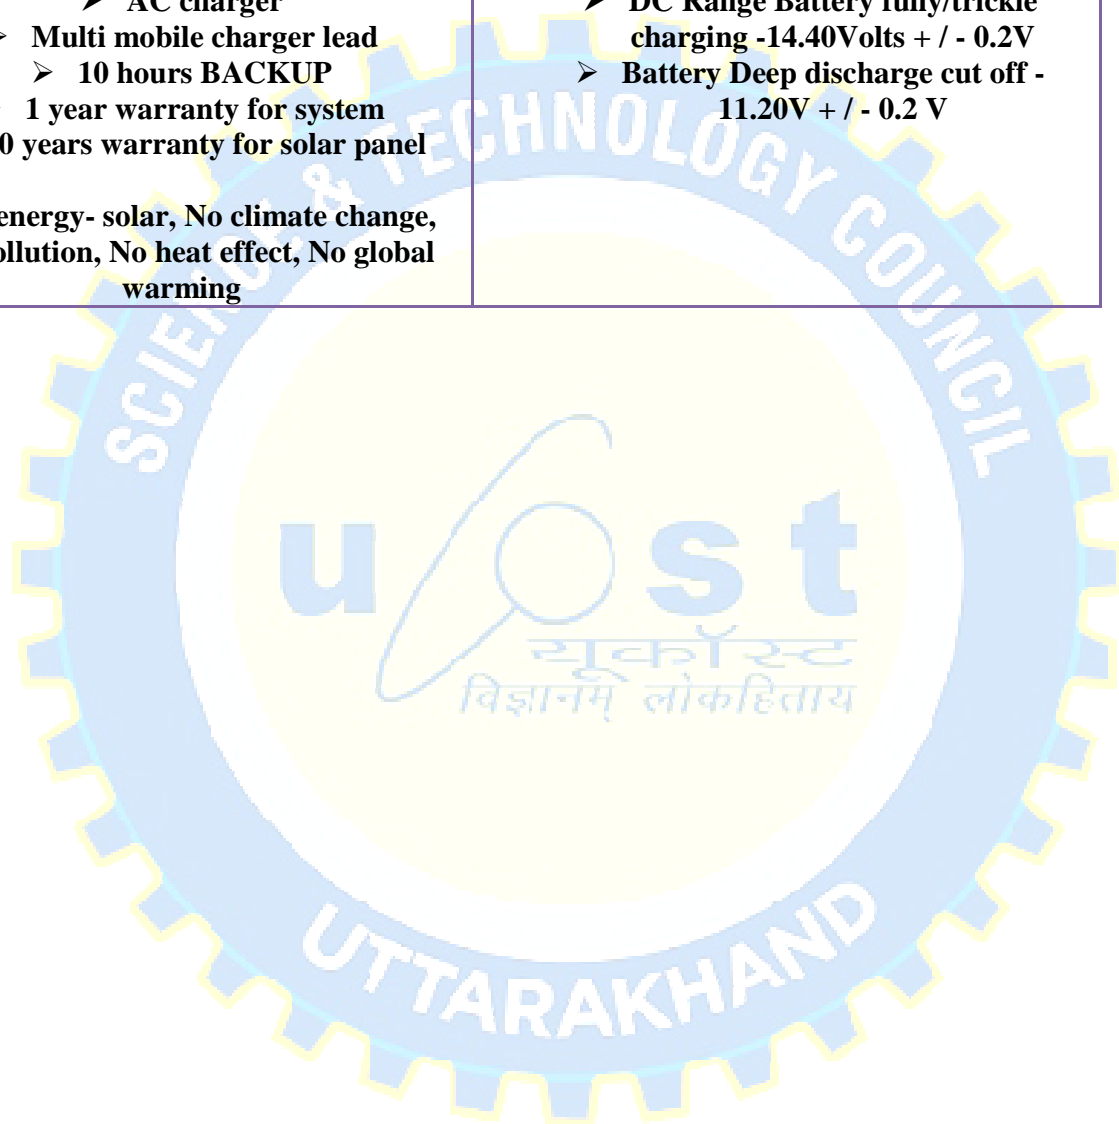 AC charger
Multi mobile charger lead
10 hours BACKUP
1 year warranty for system
0 years warranty for solar panel
energy- solar, No climate change,
ollution, No heat effect, No global
warming
DC Range Battery fully/trickle
charging -14.40Volts + / - 0.2V
Battery Deep discharge cut off -
11.20V + / - 0.2 V
SCIENCE & TECHNOLOGY COUNCIL
u st
यूकॉस्ट
विज्ञानम् लोकहिताय
UTTARAKHAND